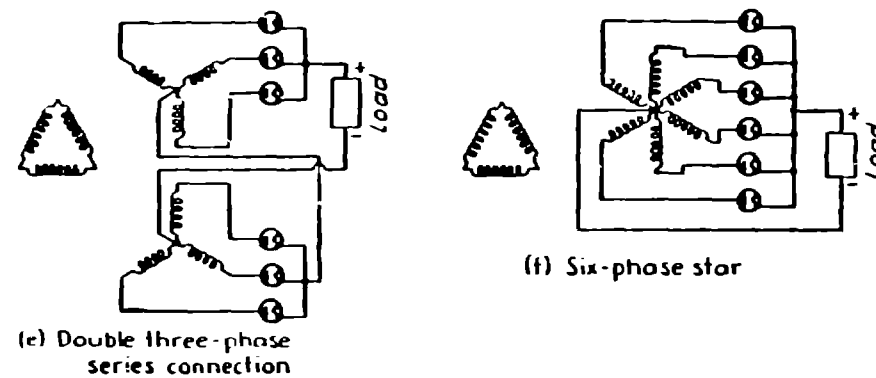 +
Load
-
(e) Double three-phase
series connection
+
Load
-
(f) Six-phase star